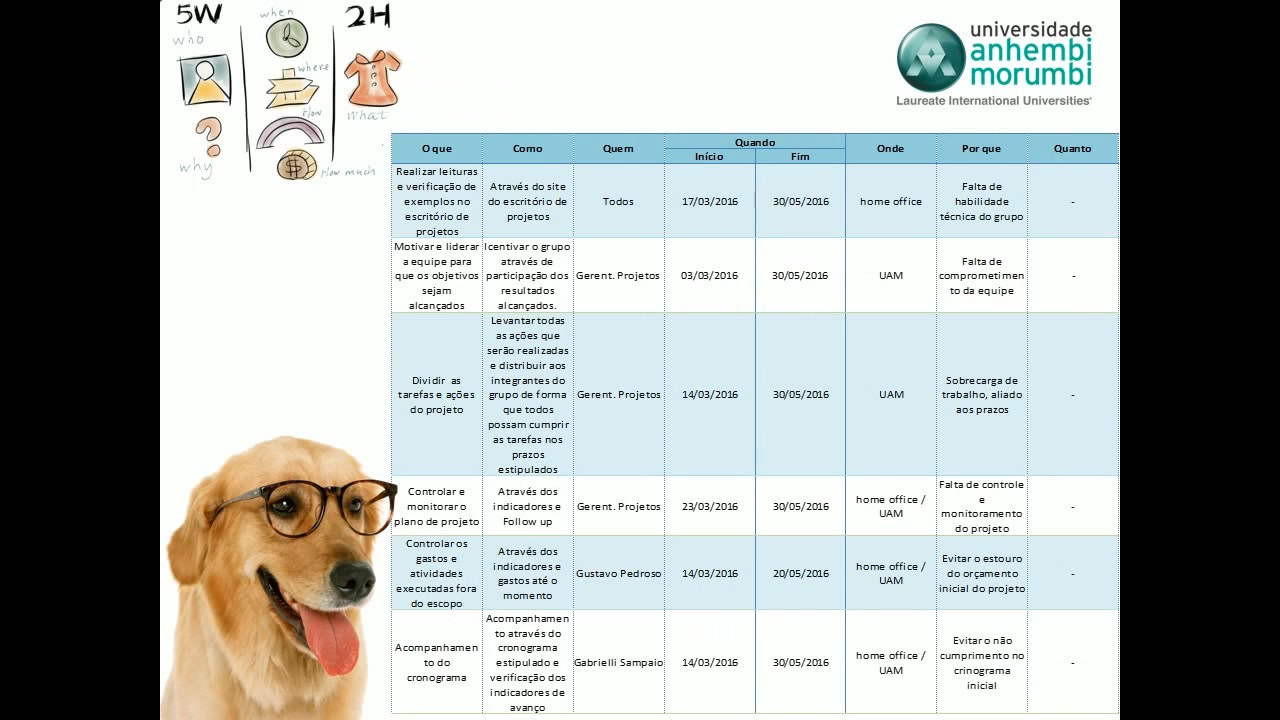 5W
2H
who
when
where
How
what
why
How much
universidade
anhembi
morumbi
Laureate International Universities®
O que
Como
Quem
Quando
Início
Fim
Onde
Por que
Quanto
Realizar leituras
e verificação de
exemplos no
escritório de
projetos
Através do site
do escritório de
projetos
Todos
17/03/2016
30/05/2016
home office
Falta de
habilidade
técnica do grupo
-
Motivar e liderar
a equipe para
que os objetivos
sejam
alcançados
Icentivar o grupo
através de
participação dos
resultados
alcançados.
Gerent. Projetos
03/03/2016
30/05/2016
UAM
Falta de
comprometimen
to da equipe
-
Dividir as
tarefas e ações
do projeto
Levantar todas
as ações que
serão realizadas
e distribuir aos
integrantes do
grupo de forma
que todos
possam cumprir
as tarefas nos
prazos
estipulados
Gerent. Projetos
14/03/2016
30/05/2016
UAM
Sobrecarga de
trabalho, aliado
aos prazos
-
Controlar e
monitorar o
plano de projeto
Através dos
indicadores e
Follow up
Gerent. Projetos
23/03/2016
30/05/2016
home office /
UAM
Falta de controle
e
monitoramento
do projeto
-
Controlar os
gastos e
atividades
executadas fora
do escopo
Através dos
indicadores e
gastos até o
momento
Gustavo Pedroso
14/03/2016
20/05/2016
home office /
UAM
Evitar o estouro
do orçamento
inicial do projeto
-
Acompanhamen
to do
cronograma
Acompanhamen
to através do
cronograma
estipulado e
verificação dos
indicadores de
avanço
Gabrielli Sampaio
14/03/2016
30/05/2016
home office /
UAM
Evitar o não
cumprimento no
crinograma
inicial
-